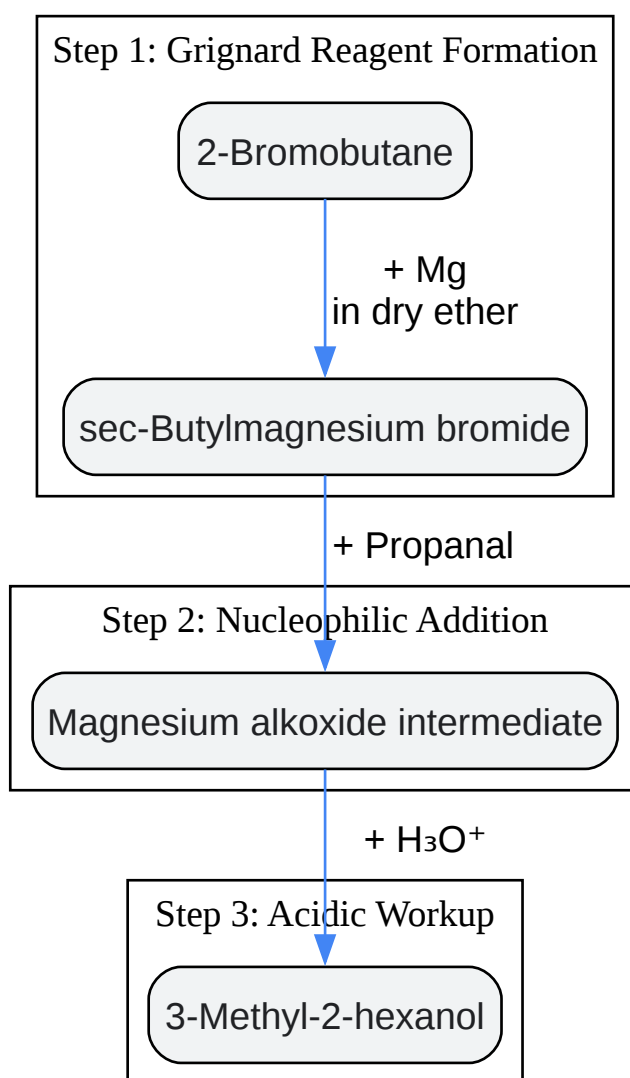 Step 1: Grignard Reagent Formation
2-Bromobutane
+ Mg
in dry ether
sec-Butylmagnesium bromide
+ Propanal
Step 2: Nucleophilic Addition
Magnesium alkoxide intermediate
+ H₃O⁺
Step 3: Acidic Workup
3-Methyl-2-hexanol